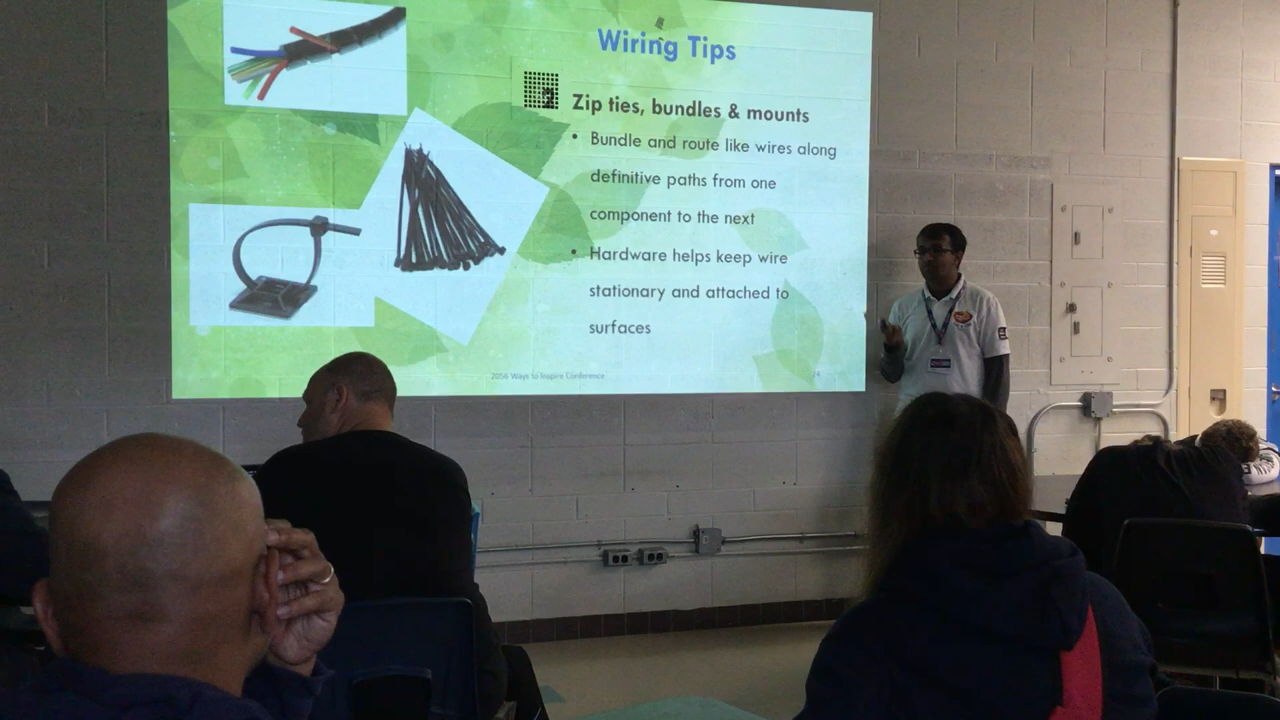 Wiring Tips
Zip ties, bundles & mounts
• Bundle and route like wires along
definitive paths from one
component to the next
• Hardware helps keep wire
stationary and attached to
surfaces
2056 Ways to Inspire Conference